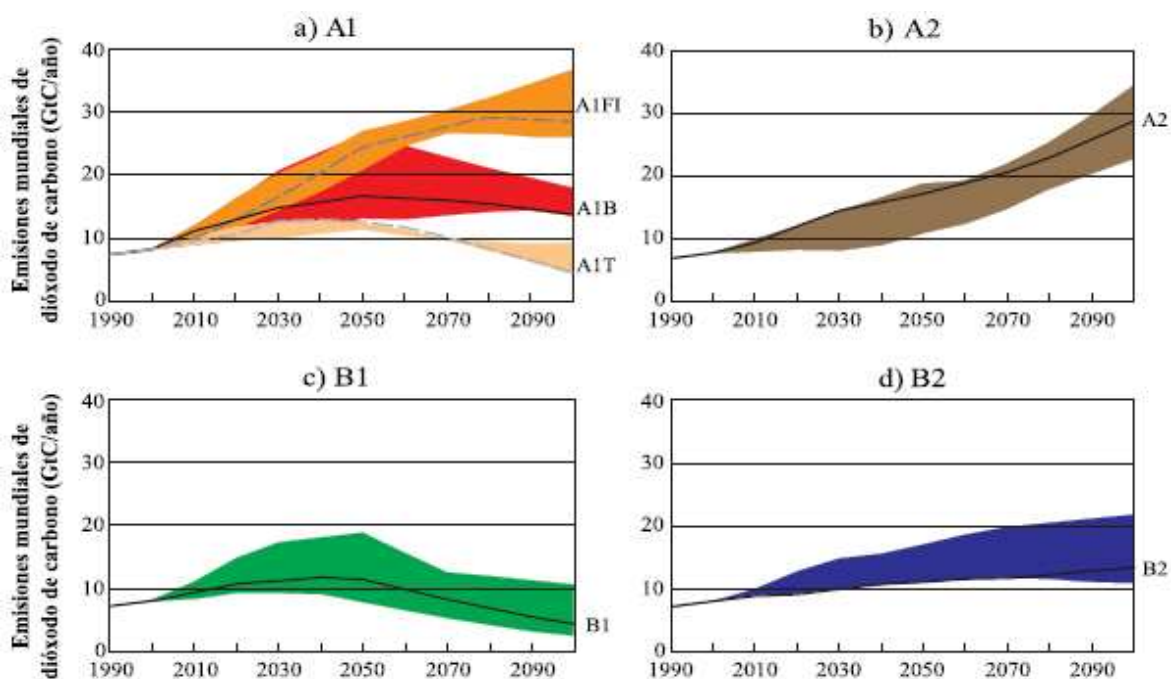 a) A1
Emisiones mundiales de
dióxodo de carbono (GtC/año)
40
30
20
10
0
1990 2010 2030 2050 2070 2090
A1FI
A1B
A1T
b) A2
40
30
20
10
0
1990 2010 2030 2050 2070 2090
A2
c) B1
Emisiones mundiales de
dióxodo de carbono (GtC/año)
40
30
20
10
0
1990 2010 2030 2050 2070 2090
B1
d) B2
40
30
20
10
0
1990 2010 2030 2050 2070 2090
B2